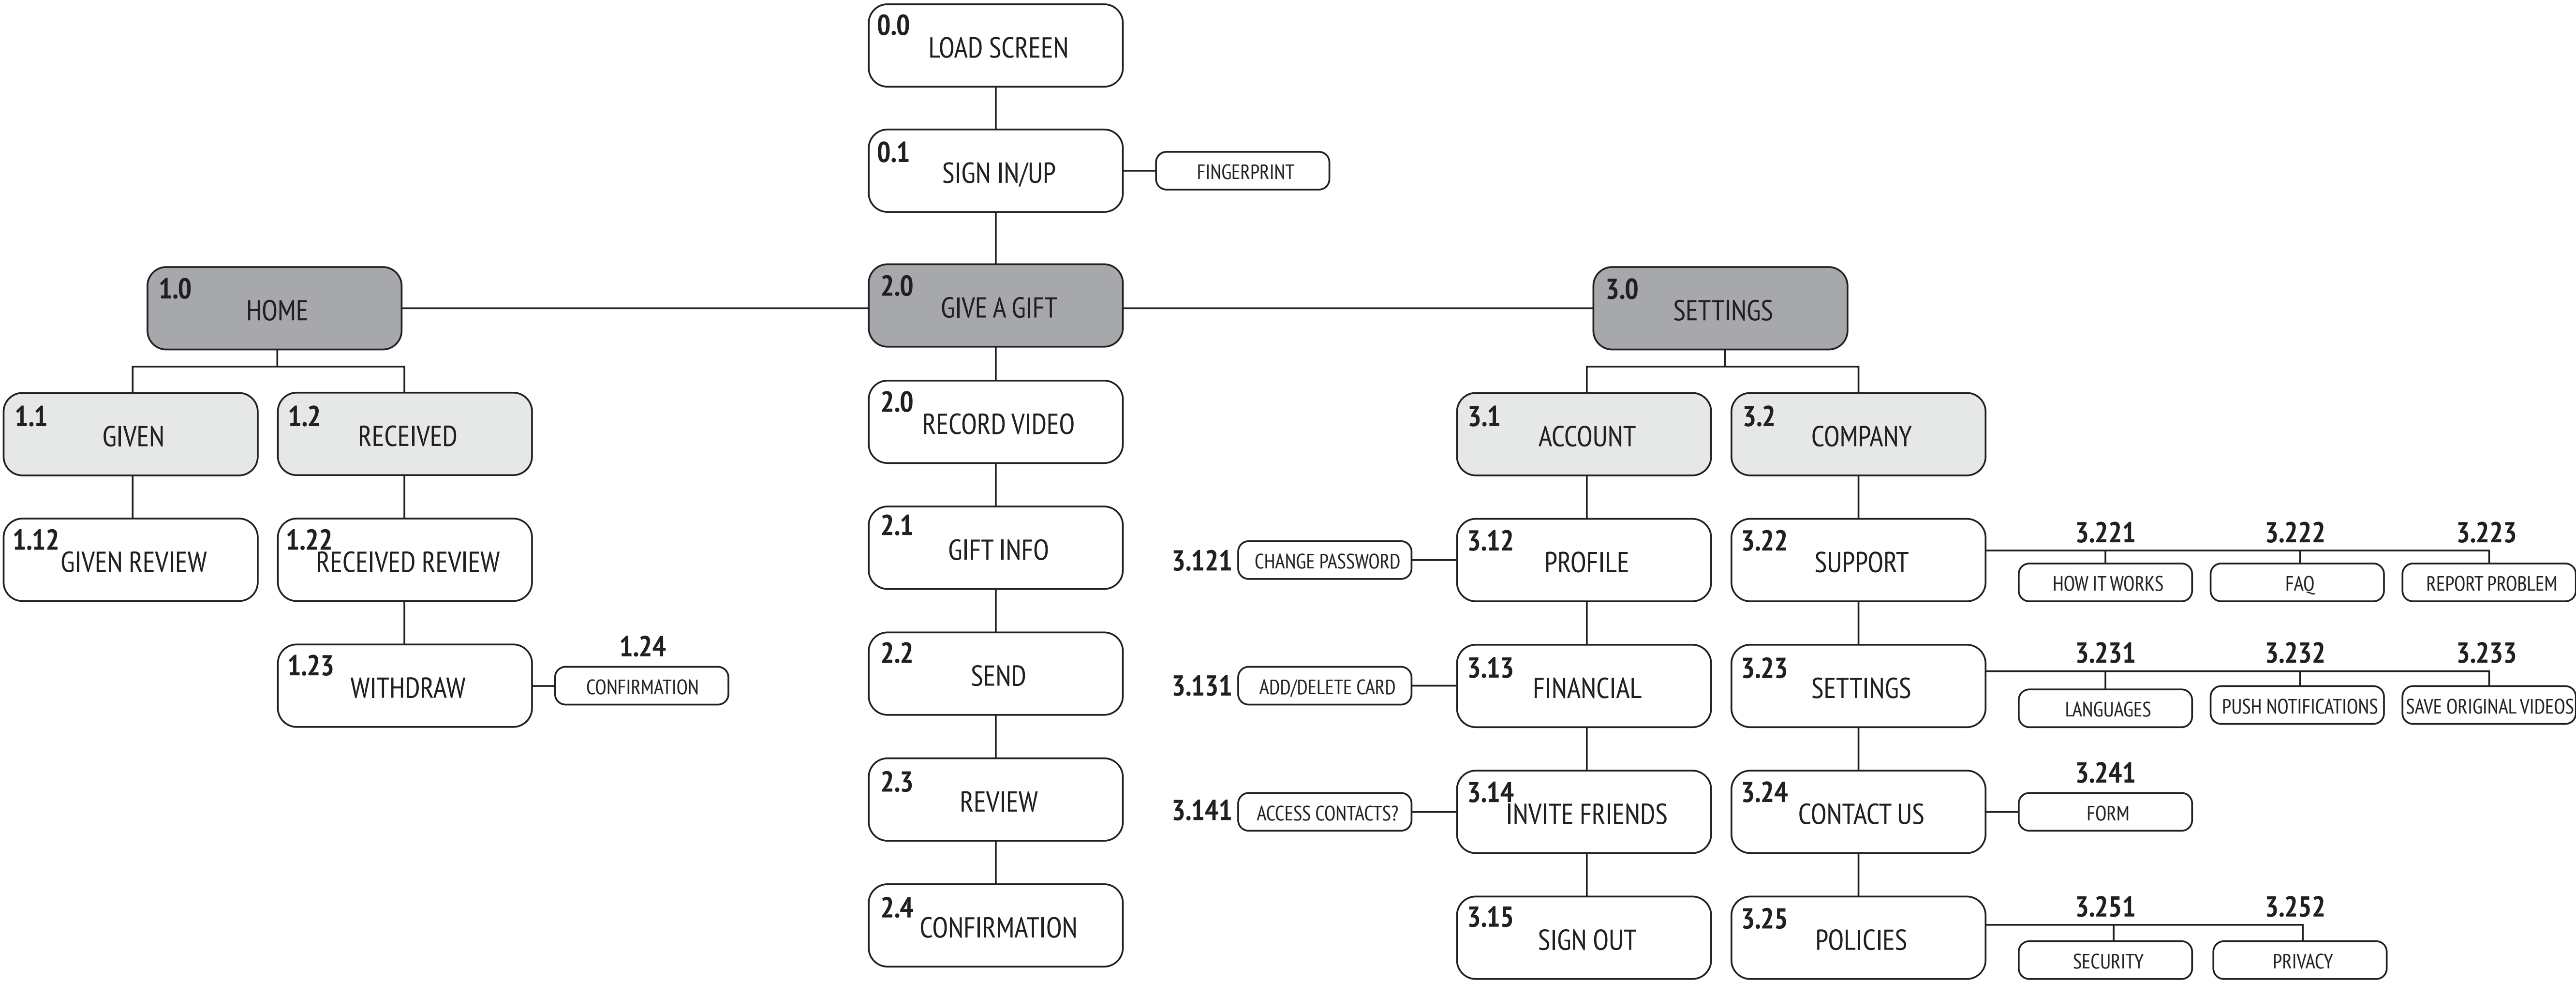 0.0
LOAD SCREEN
0.1
SIGN IN/UP
FINGERPRINT
1.0
HOME
2.0
GIVE A GIFT
3.0
SETTINGS
1.1
GIVEN
1.2
RECEIVED
1.12
GIVEN REVIEW
1.22
RECEIVED REVIEW
1.23
WITHDRAW
1.24
CONFIRMATION
2.0
RECORD VIDEO
2.1
GIFT INFO
2.2
SEND
2.3
REVIEW
2.4
CONFIRMATION
3.1
ACCOUNT
3.12
PROFILE
3.121
CHANGE PASSWORD
3.13
FINANCIAL
3.131
ADD/DELETE CARD
3.14
INVITE FRIENDS
3.141
ACCESS CONTACTS?
3.15
SIGN OUT
3.2
COMPANY
3.22
SUPPORT
3.221
HOW IT WORKS
3.222
FAQ
3.223
REPORT PROBLEM
3.23
SETTINGS
3.231
LANGUAGES
3.232
PUSH NOTIFICATIONS
3.233
SAVE ORIGINAL VIDEOS
3.24
CONTACT US
3.241
FORM
3.25
POLICIES
3.251
SECURITY
3.252
PRIVACY